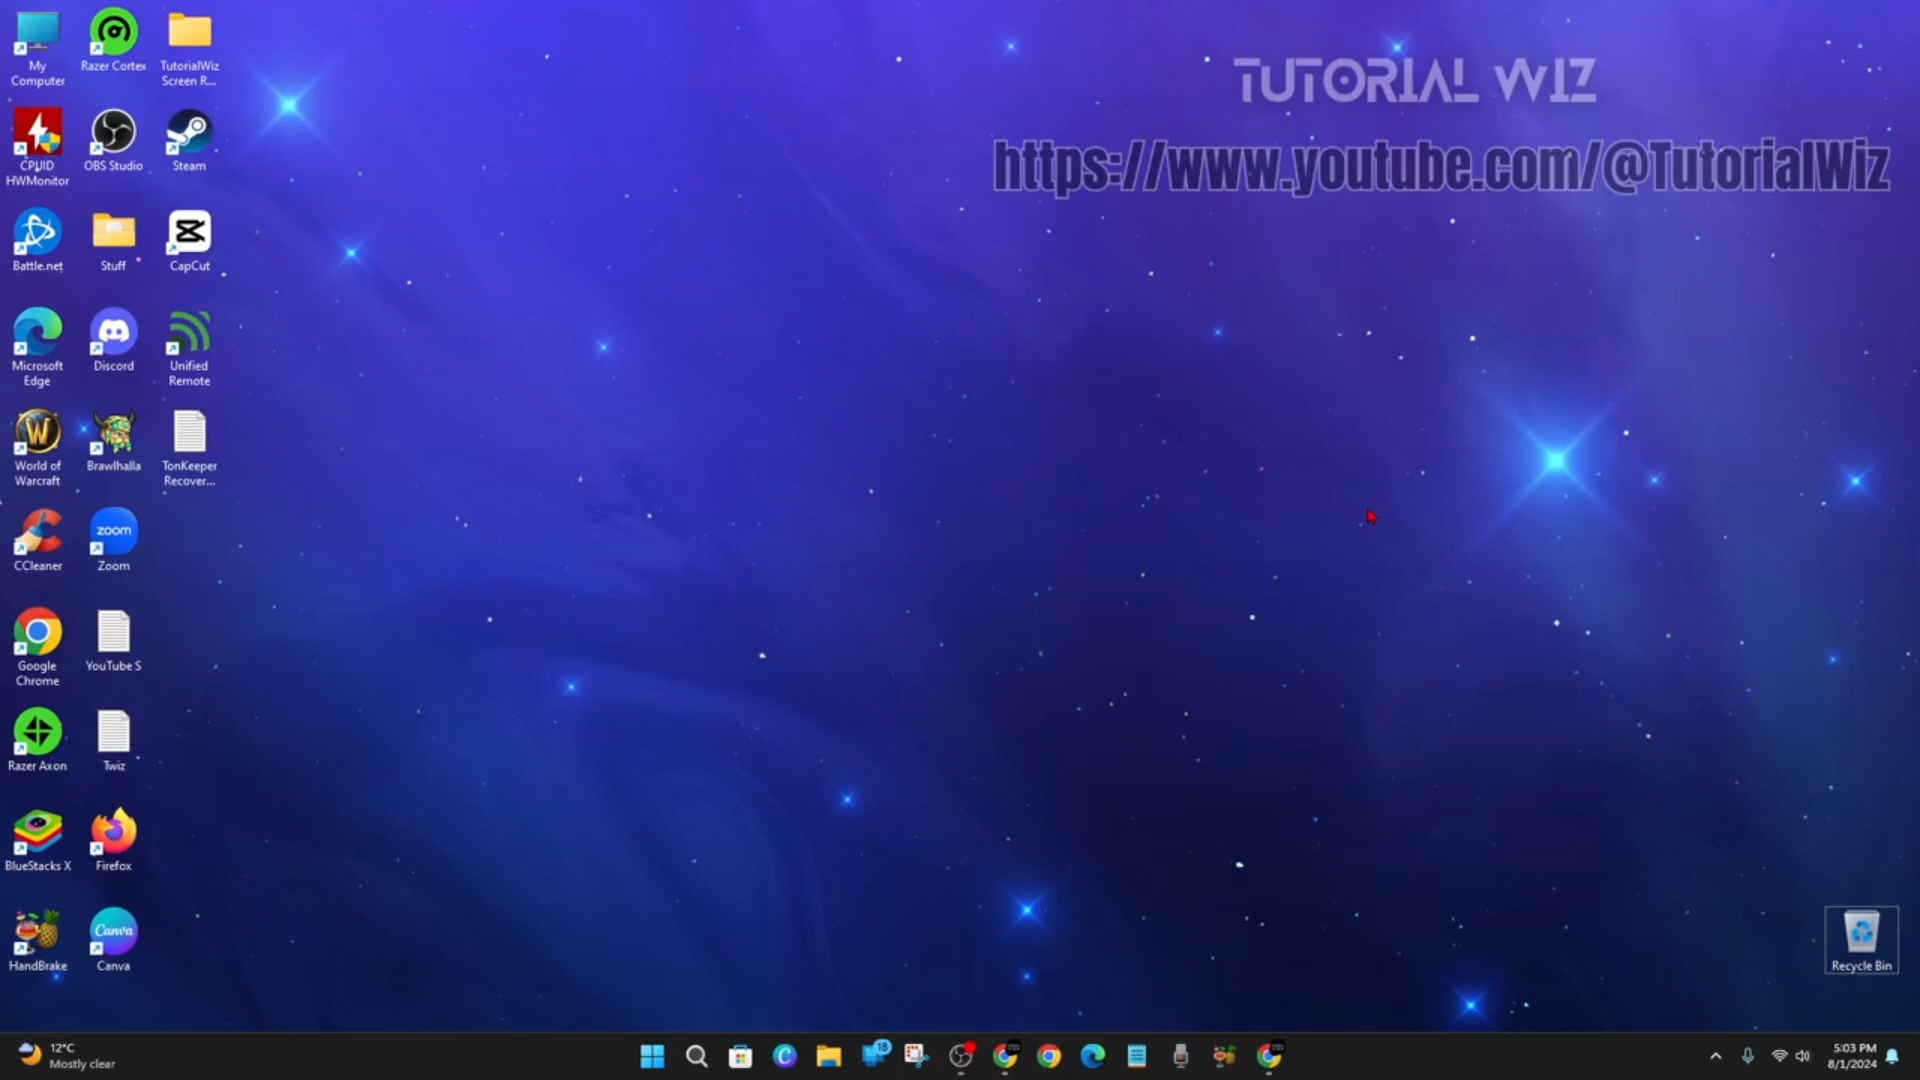 TUTORIAL WIZ
https://www.youtube.com/@TutorialWiz
My
Computer
Razer Cortex
TutorialWiz
Screen R...
CPUID
HWMonitor
OBS Studio
Steam
Battle.net
Stuff
CapCut
Microsoft
Edge
Discord
Unified
Remote
World of
Warcraft
Brawlhalla
TonKeeper
Recover...
CCleaner
zoom
Zoom
Google
Chrome
YouTube S
Razer Axon
Twiz
BlueStacks X
Firefox
HandBrake
Canva
Canva
Recycle Bin
12°C
Mostly clear
18
5:03 PM
8/1/2024